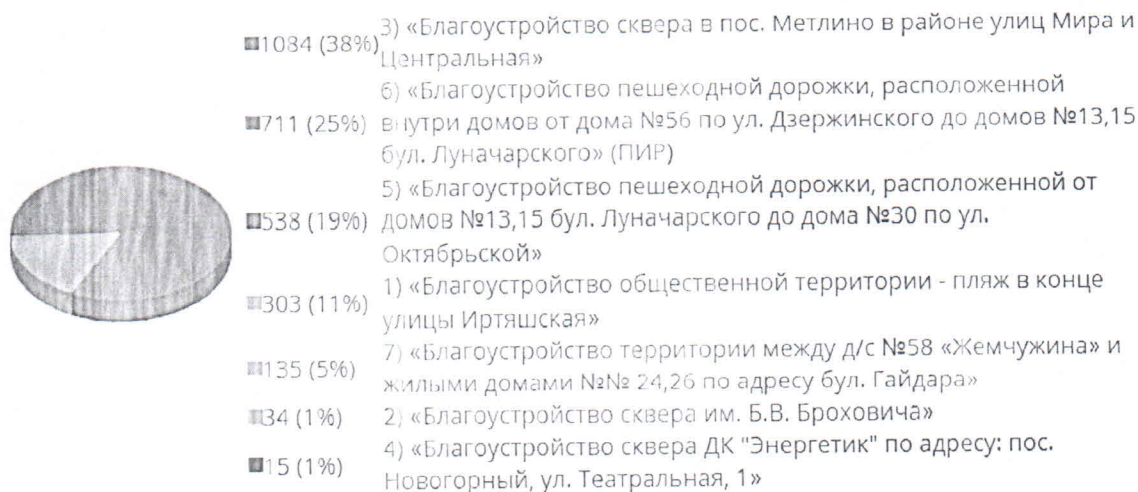 1084 (38%) 3) «Благоустройство сквера в пос. Метлино в районе улиц Мира и
Центральная»
6) «Благоустройство пешеходной дорожки, расположенной
711 (25%) внутри домов от дома №56 по ул. Дзержинского до домов №13,15
бул. Луначарского» (ПИР)
5) «Благоустройство пешеходной дорожки, расположенной от
538 (19%) домов №13,15 бул. Луначарского до дома №30 по ул.
Октябрьской»
303 (11%) 1) «Благоустройство общественной территории - пляж в конце
улицы Иртяшская»
135 (5%) 7) «Благоустройство территории между д/с №58 «Жемчужина» и
жилыми домами №№ 24,26 по адресу бул. Гайдара»
34 (1%) 2) «Благоустройство сквера им. Б.В. Броховича»
15 (1%) 4) «Благоустройство сквера ДК "Энергетик" по адресу: пос.
Новогорный, ул. Театральная, 1»